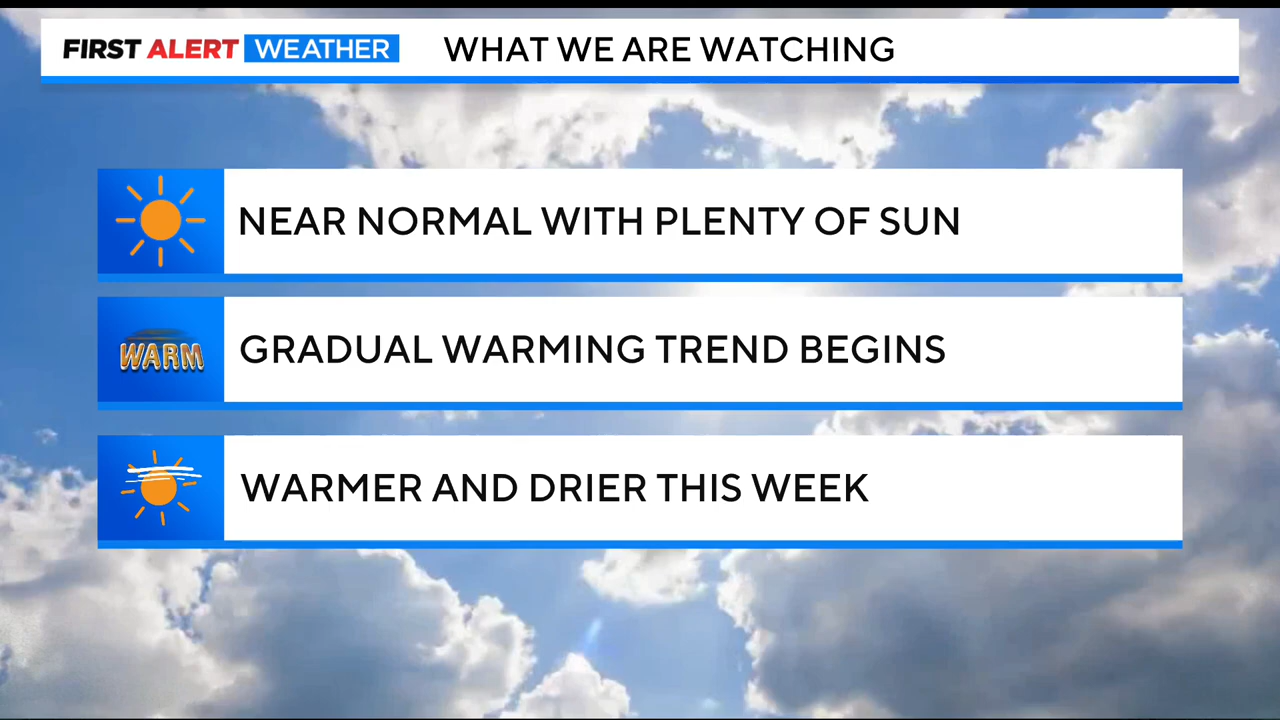 FIRST ALERT WEATHER WHAT WE ARE WATCHING
NEAR NORMAL WITH PLENTY OF SUN
WARM GRADUAL WARMING TREND BEGINS
WARMER AND DRIER THIS WEEK